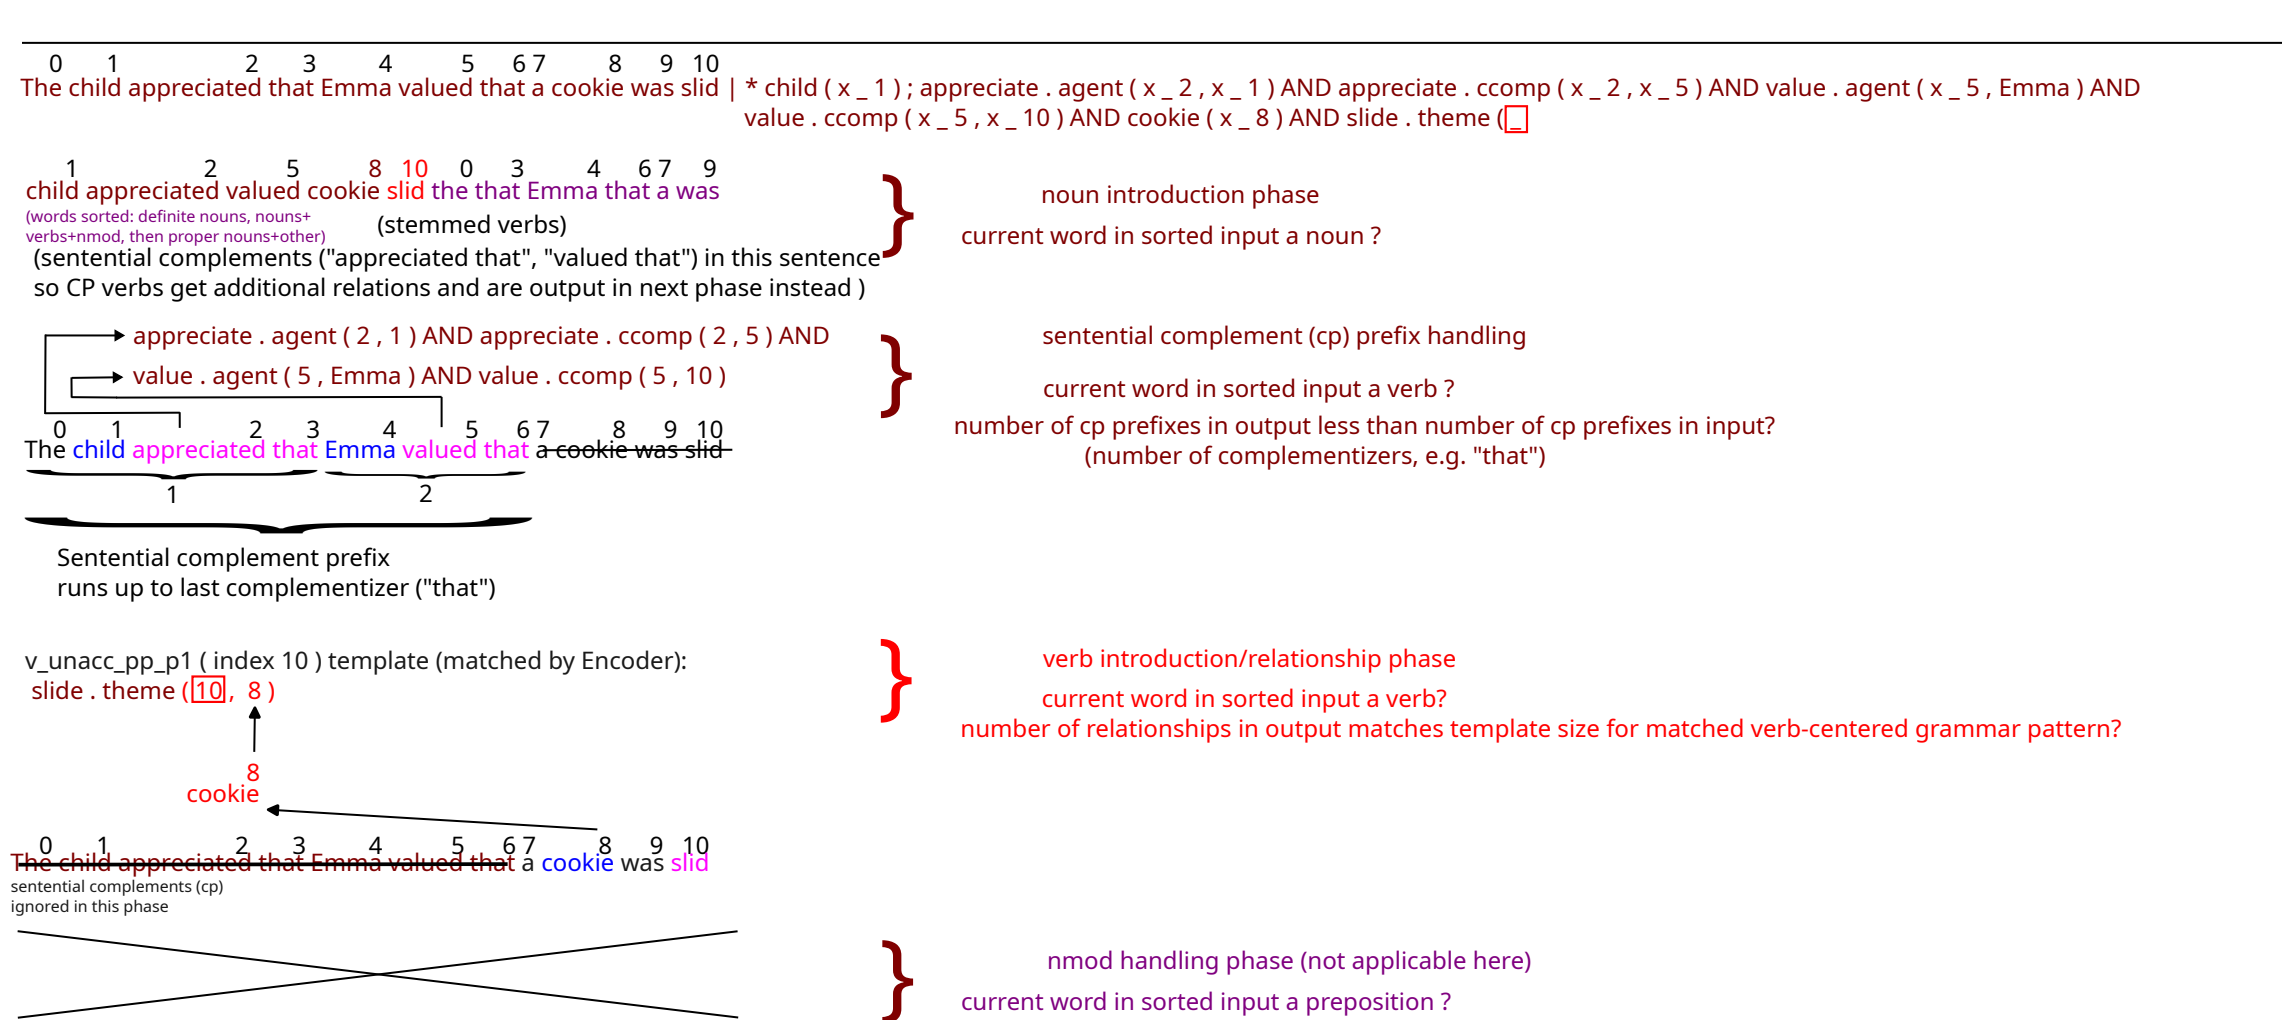 0 1 2 3 4 5 6 7 8 9 10
The child appreciated that Emma valued that a cookie was slid | * child ( x _ 1 ) ; appreciate . agent ( x _ 2 , x _ 1 ) AND appreciate . ccomp ( x _ 2 , x _ 5 ) AND value . agent ( x _ 5 , Emma ) AND
value . ccomp ( x _ 5 , x _ 10 ) AND cookie ( x _ 8 ) AND slide . theme ( _
1 2 5 8 10 0 3 4 6 7 9
child appreciated valued cookie slid the that Emma that a was
noun introduction phase
(words sorted: definite nouns, nouns+
verbs+nmod, then proper nouns+other)
(stemmed verbs)
current word in sorted input a noun ?
(sentential complements ("appreciated that", "valued that") in this sentence
so CP verbs get additional relations and are output in next phase instead )
appreciate . agent ( 2 , 1 ) AND appreciate . ccomp ( 2 , 5 ) AND
sentential complement (cp) prefix handling
value . agent ( 5 , Emma ) AND value . ccomp ( 5 , 10 )
current word in sorted input a verb ?
number of cp prefixes in output less than number of cp prefixes in input?
(number of complementizers, e.g. "that")
0 1 2 3 4 5 6 7 8 9 10
The child appreciated that Emma valued that a cookie was slid
1 2
Sentential complement prefix
runs up to last complementizer ("that")
v_unacc_pp_p1 ( index 10 ) template (matched by Encoder):
slide . theme ( 10 , 8 )
verb introduction/relationship phase
current word in sorted input a verb?
number of relationships in output matches template size for matched verb-centered grammar pattern?
8
cookie
0 1 2 3 4 5 6 7 8 9 10
The child appreciated that Emma valued that a cookie was slid
sentential complements (cp)
ignored in this phase
nmod handling phase (not applicable here)
current word in sorted input a preposition ?